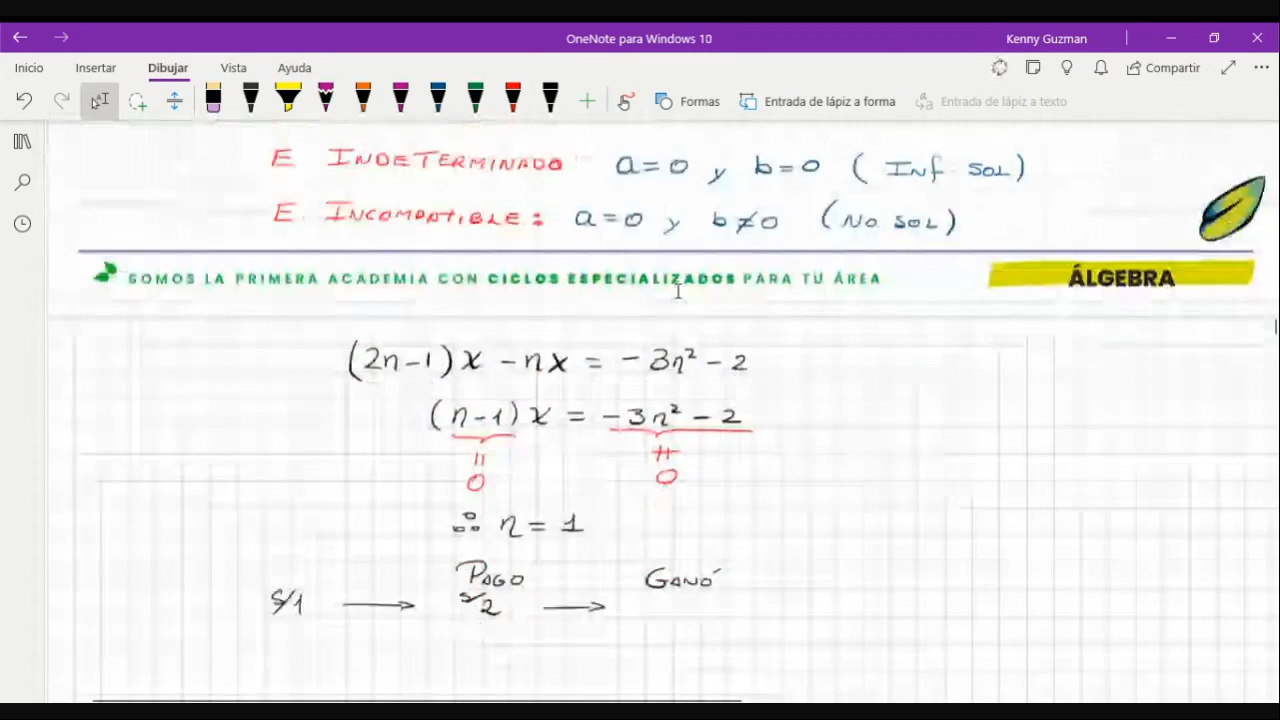 OneNote para Windows 10
Kenny Guzman
Inicio Insertar Dibujar Vista Ayuda
Compartir
Formas Entrada de lápiz a forma Entrada de lápiz a texto
E INDETERMINADO a=0 y b=0 ( Inf SOL)
E. INCOMPATIBLE: a=0 y b≠0 (No SOL)
SOMOS LA PRIMERA ACADEMIA CON CICLOS ESPECIALIZADOS PARA TU ÁREA
ÁLGEBRA
(2n-1)x - nx = -3n² - 2
(n-1)x = -3n² - 2
= ≠
0 0
∴ n = 1
PAGO GANÓ
S/1 → S/2 →